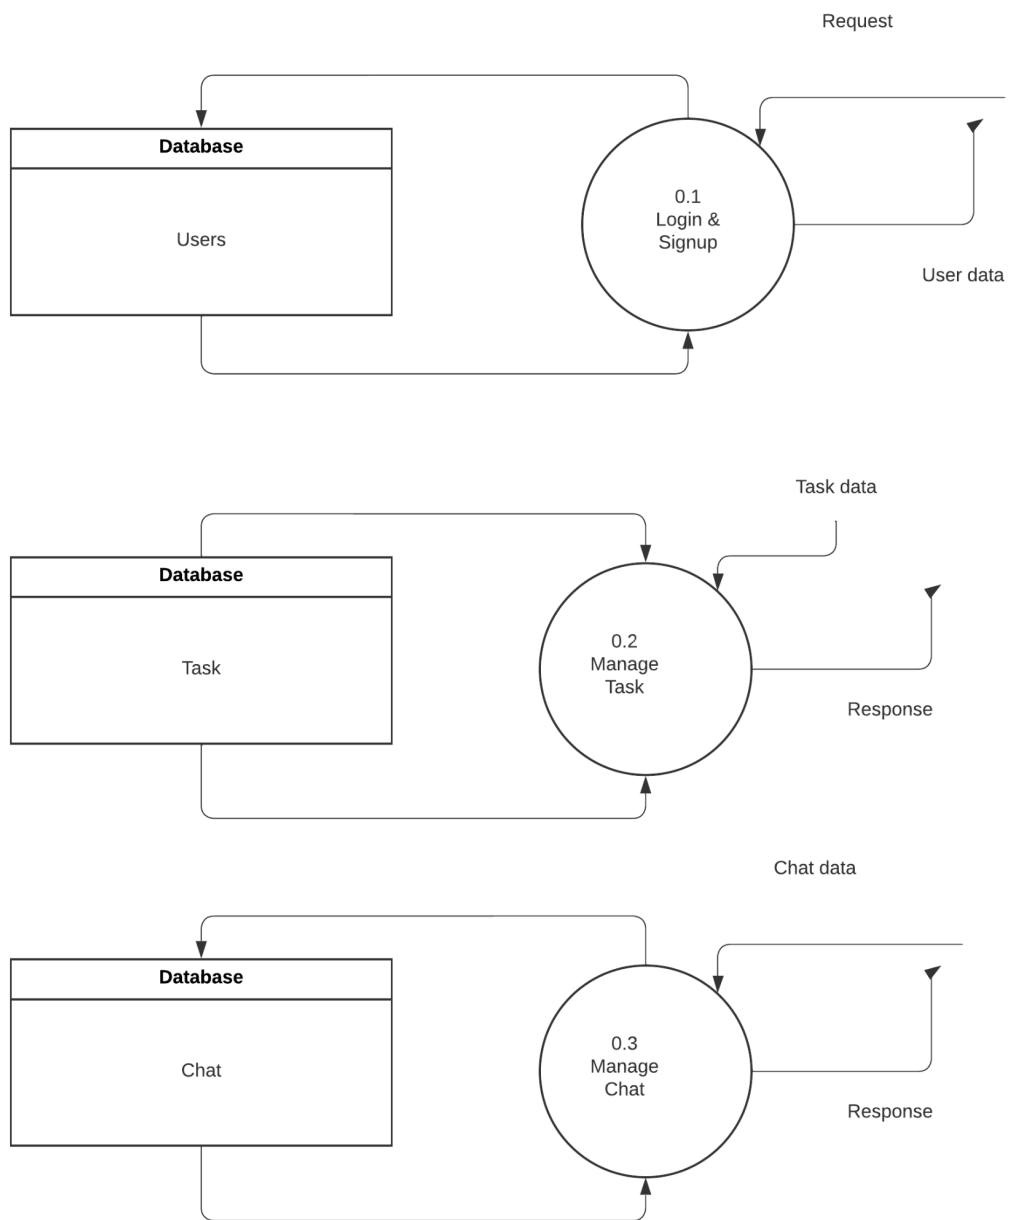 Request
Database
Users
0.1
Login &
Signup
User data
Task data
Database
Task
0.2
Manage
Task
Response
Chat data
Database
Chat
0.3
Manage
Chat
Response